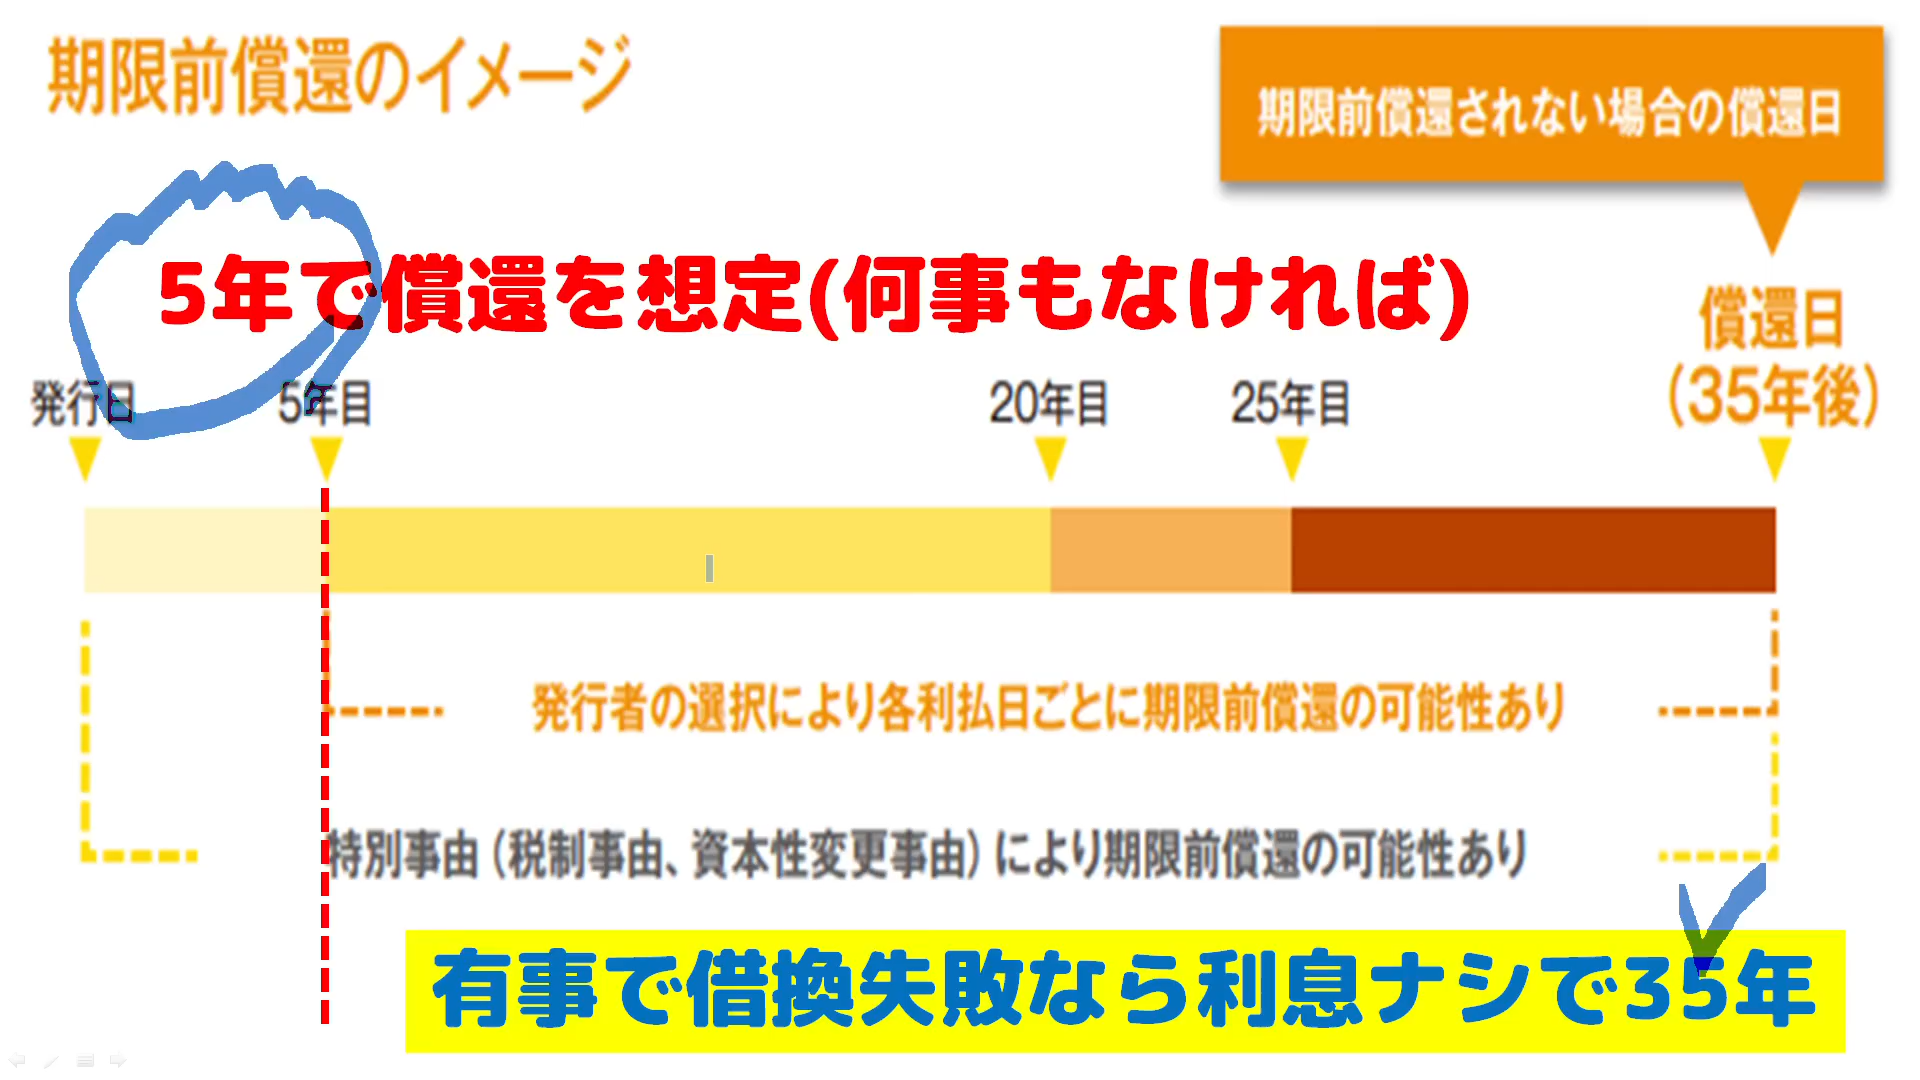 期限前償還のイメージ
期限前償還されない場合の償還日
5年で償還を想定(何事もなければ)
償還日
(35年後)
発行日
5年目
20年目
25年目
発行者の選択により各利払日ごとに期限前償還の可能性あり
特別事由(税制事由、資本性変更事由)により期限前償還の可能性あり
有事で借換失敗なら利息ナシで35年